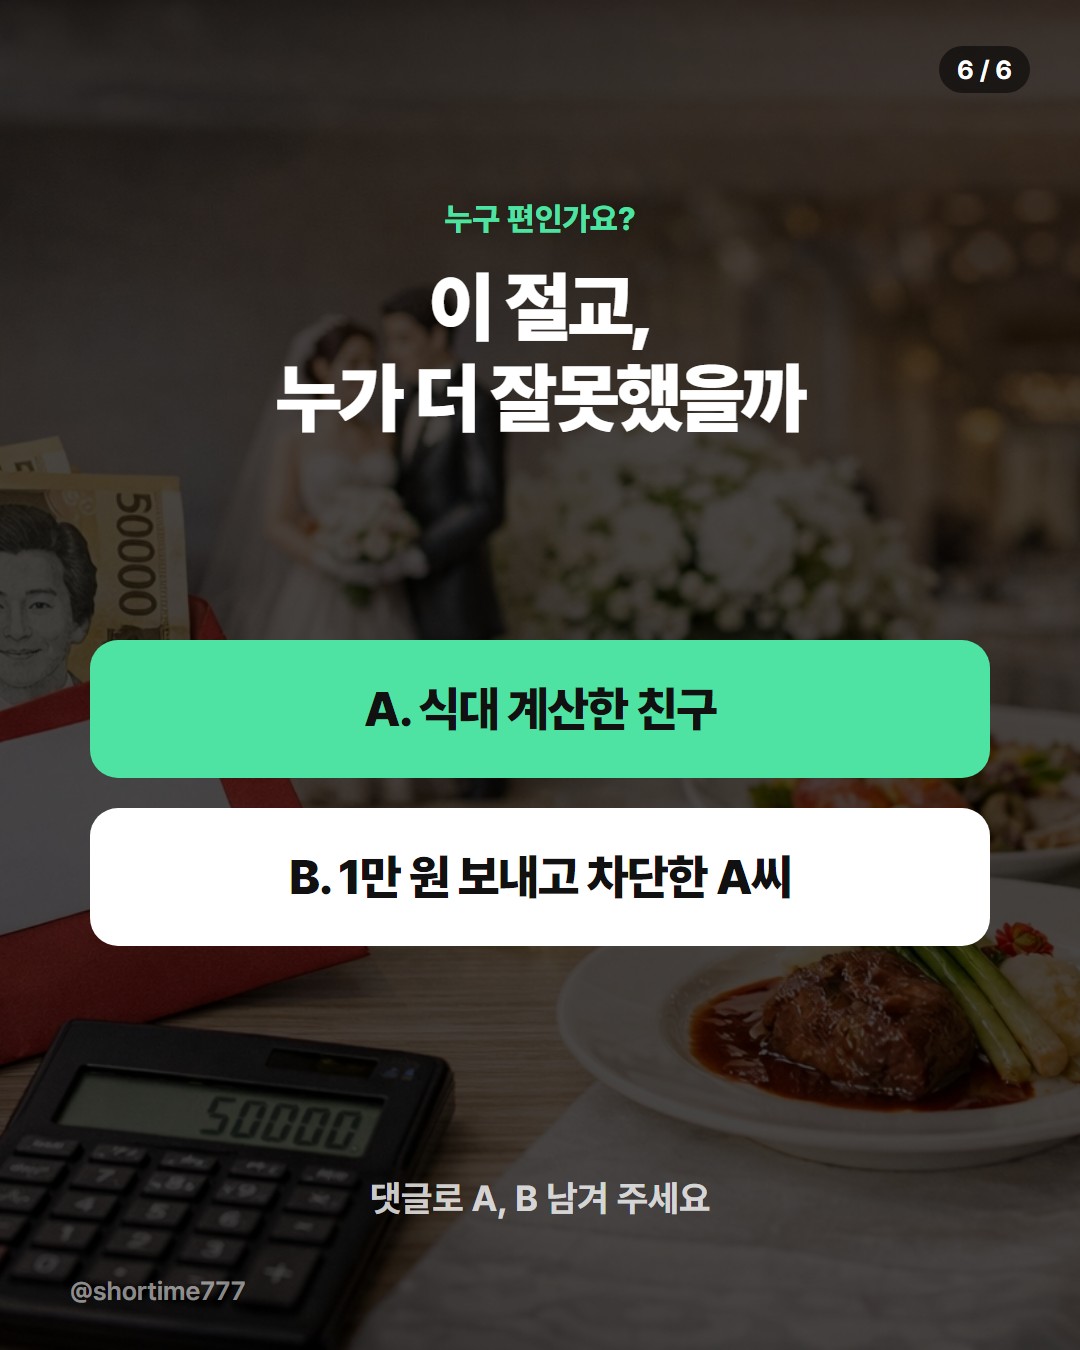 6 / 6
누구 편인가요?
이 절교,
누가 더 잘못했을까
50000
A. 식대 계산한 친구
B. 1만 원 보내고 차단한 A씨
50000.
댓글로 A, B 남겨 주세요
@shortime777